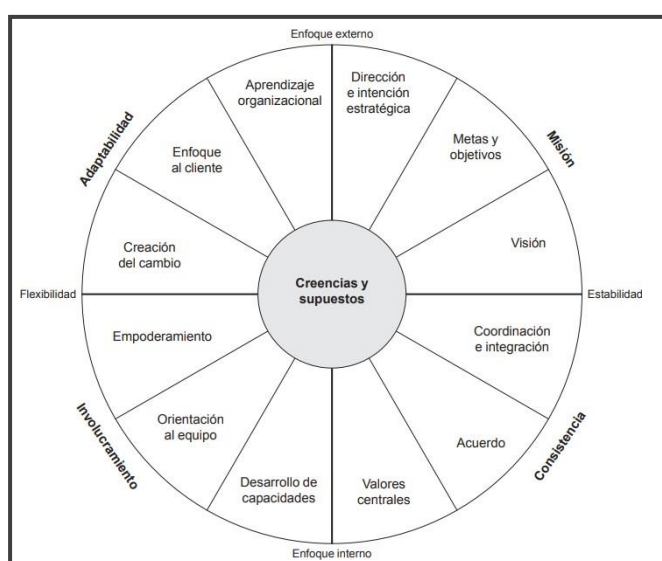 Enfoque externo
Aprendizaje
organizacional
Dirección
e intención
estratégica
Adaptabilidad
Enfoque
al cliente
Metas y
objetivos
Misión
Creación
del cambio
Visión
Creencias y
supuestos
Flexibilidad
Estabilidad
Empoderamiento
Coordinación
e integración
Involucramiento
Orientación
al equipo
Acuerdo
Consistencia
Desarrollo de
capacidades
Valores
centrales
Enfoque interno